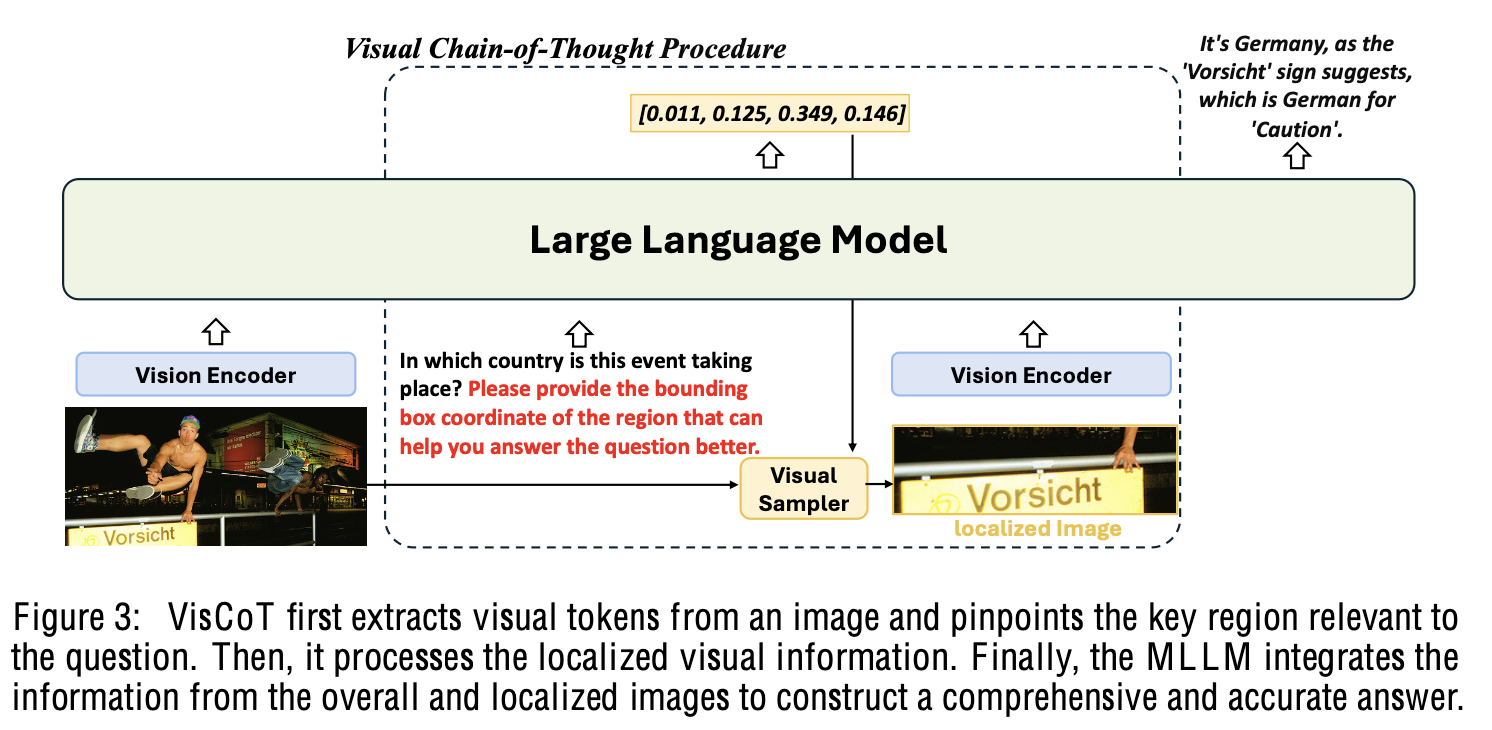 Visual Chain-of-Thought Procedure
It's Germany, as the
'Vorsicht' sign suggests,
which is German for
'Caution'.
[0.011, 0.125, 0.349, 0.146]
Large Language Model
Vision Encoder
In which country is this event taking
place? Please provide the bounding
box coordinate of the region that can
help you answer the question better.
Vision Encoder
Visual
Sampler
Vorsicht
Vorsicht
localized Image
Figure 3: VisCoT first extracts visual tokens from an image and pinpoints the key region relevant to
the question. Then, it processes the localized visual information. Finally, the MLLM integrates the
information from the overall and localized images to construct a comprehensive and accurate answer.